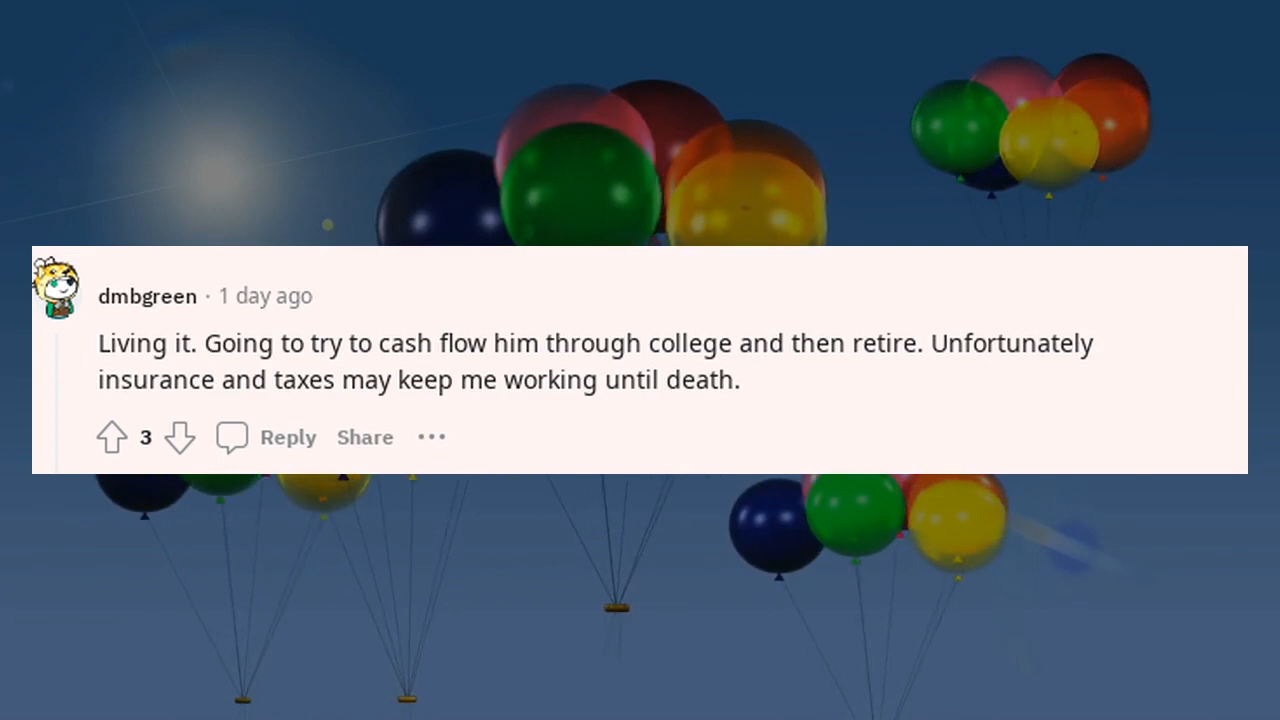 dmbgreen · 1 day ago
Living it. Going to try to cash flow him through college and then retire. Unfortunately
insurance and taxes may keep me working until death.
3 Reply Share ···